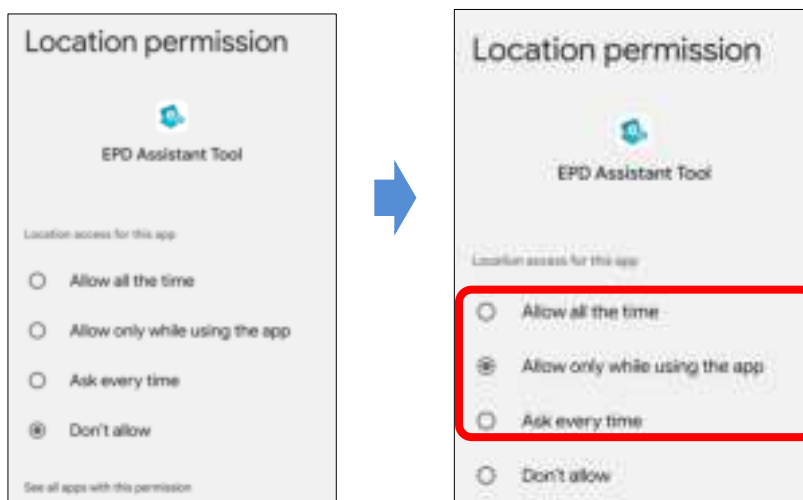 Location permission
EPD Assistant Tool
Location access for this app
Allow all the time
Allow only while using the app
Ask every time
Don't allow
See all apps with this permission
Location permission
EPD Assistant Tool
Location access for this app
Allow all the time
Allow only while using the app
Ask every time
Don't allow